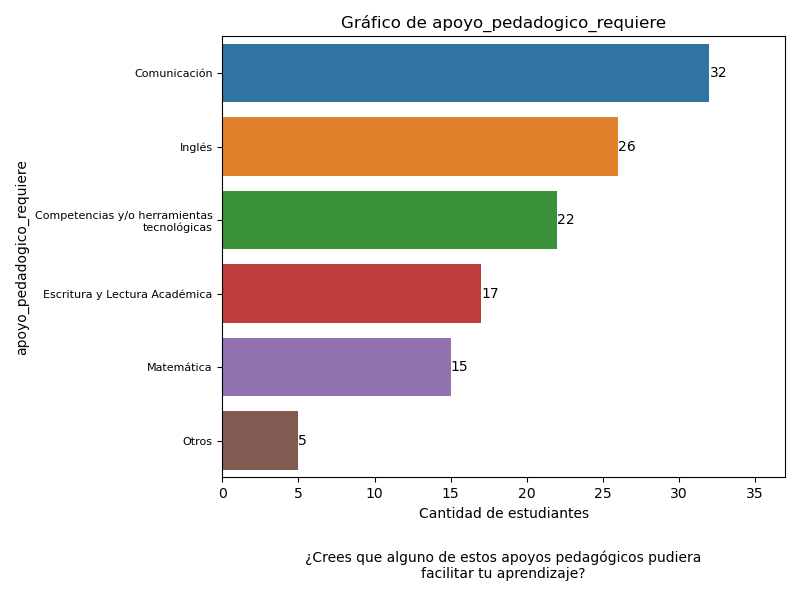 Gráfico de apoyo_pedadogico_requiere
apoyo_pedadogico_requiere
Comunicación
32
Inglés
26
Competencias y/o herramientas
tecnológicas
22
Escritura y Lectura Académica
17
Matemática
15
Otros
5
0 5 10 15 20 25 30 35
Cantidad de estudiantes
¿Crees que alguno de estos apoyos pedagógicos pudiera
facilitar tu aprendizaje?